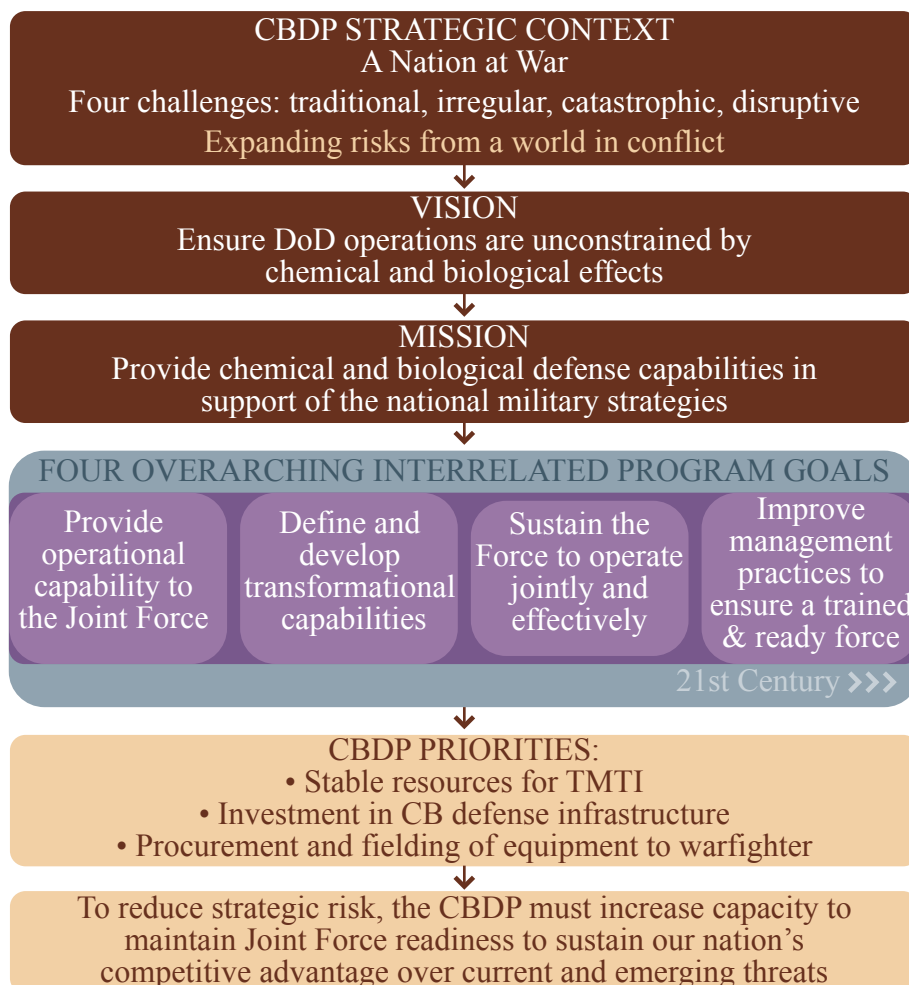 CBDP STRATEGIC CONTEXT
A Nation at War
Four challenges: traditional, irregular, catastrophic, disruptive
Expanding risks from a world in conflict
VISION
Ensure DoD operations are unconstrained by
chemical and biological effects
MISSION
Provide chemical and biological defense capabilities in
support of the national military strategies
FOUR OVERARCHING INTERRELATED PROGRAM GOALS
Provide
operational
capability to
the Joint Force
Define and
develop
transformational
capabilities
Sustain the
Force to operate
jointly and
effectively
Improve
management
practices to
ensure a trained
& ready force
21st Century >>>
CBDP PRIORITIES:
• Stable resources for TMTI
• Investment in CB defense infrastructure
• Procurement and fielding of equipment to warfighter
To reduce strategic risk, the CBDP must increase capacity to
maintain Joint Force readiness to sustain our nation’s
competitive advantage over current and emerging threats